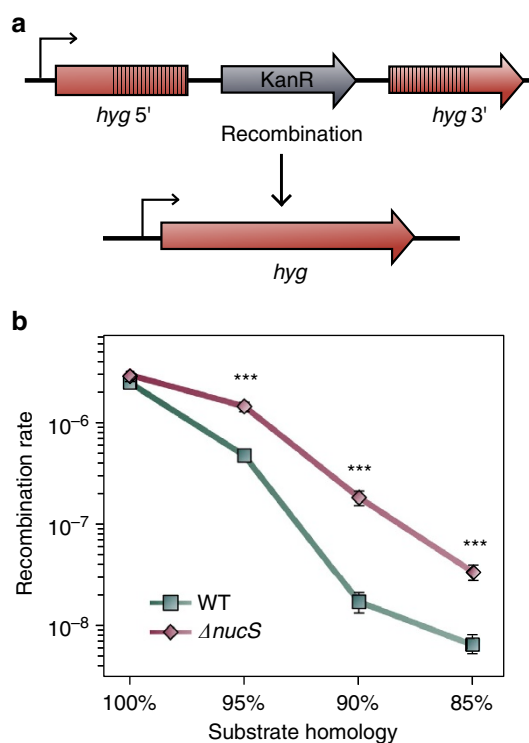 a
KanR
hyg 5'
hyg 3'
Recombination
hyg
b
Recombination rate
10⁻⁶
10⁻⁷
10⁻⁸
***
***
***
WT
ΔnucS
100% 95% 90% 85%
Substrate homology